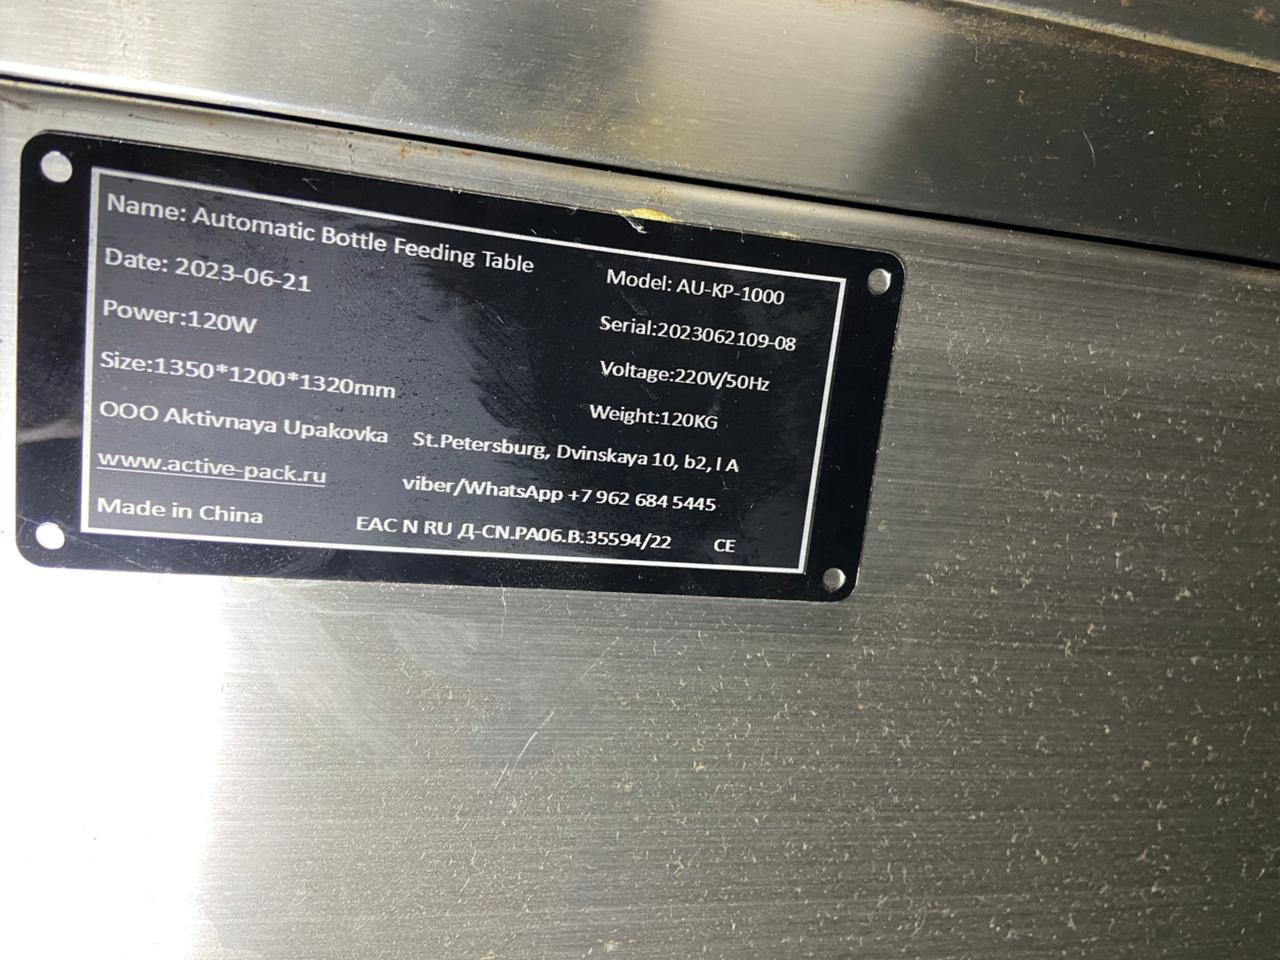 Name: Automatic Bottle Feeding Table
Model: AU-KP-1000
Date: 2023-06-21
Serial:2023062109-08
Power:120W
Voltage:220V/50Hz
Size:1350*1200*1320mm
Weight:120KG
OOO Aktivnaya Upakovka St.Petersburg, Dvinskaya 10, b2, l A
www.active-pack.ru viber/WhatsApp +7 962 684 5445
Made in China EAC N RU Д-CN.PA06.B.35594/22 CE